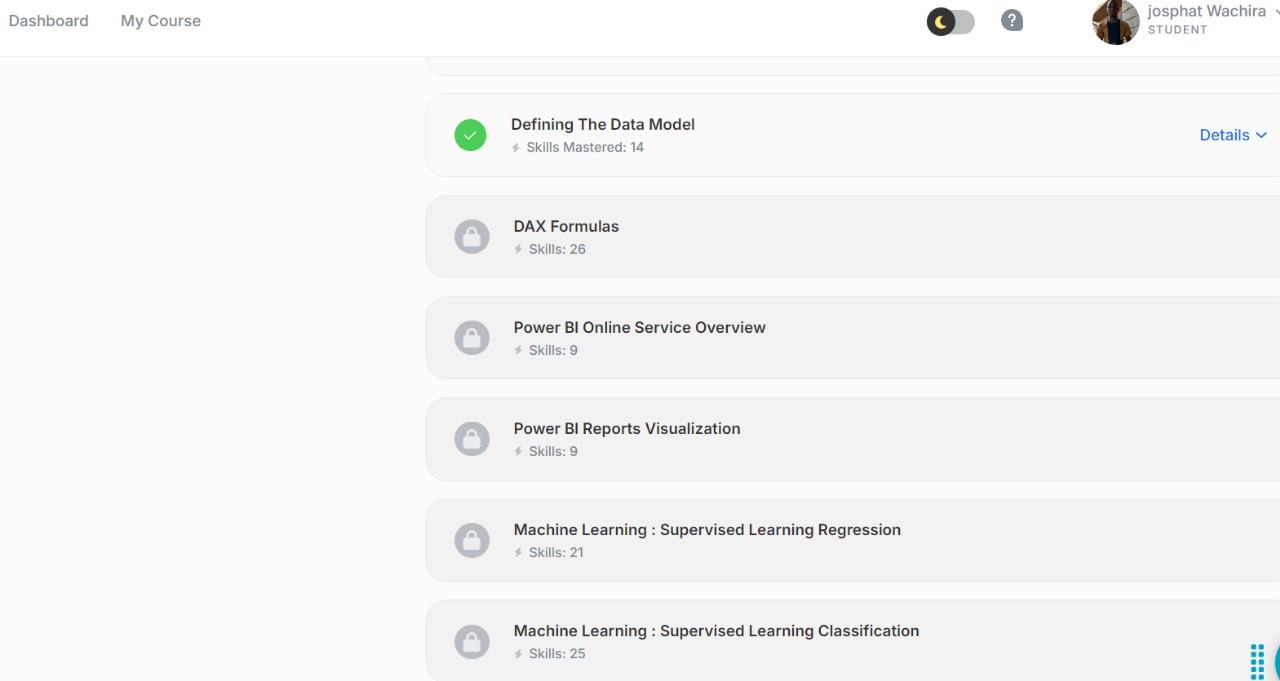 Dashboard
My Course
?
josphat Wachira
STUDENT
Defining The Data Model
Skills Mastered: 14
Details
DAX Formulas
Skills: 26
Power BI Online Service Overview
Skills: 9
Power BI Reports Visualization
Skills: 9
Machine Learning : Supervised Learning Regression
Skills: 21
Machine Learning : Supervised Learning Classification
Skills: 25